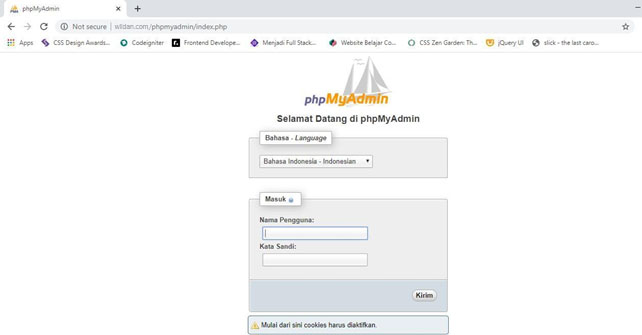 phpMyAdmin
Not secure | wildan.com/phpmyadmin/index.php
Apps CSS Design Awards... Codeigniter Frontend Develope... Menjadi Full Stack... Website Belajar Co... CSS Zen Garden: Th... jQuery UI slick - the last caro...
phpMyAdmin
Selamat Datang di phpMyAdmin
Bahasa - Language
Bahasa Indonesia - Indonesian
Masuk
Nama Pengguna:
Kata Sandi:
Kirim
Mulai dari sini cookies harus diaktifkan.